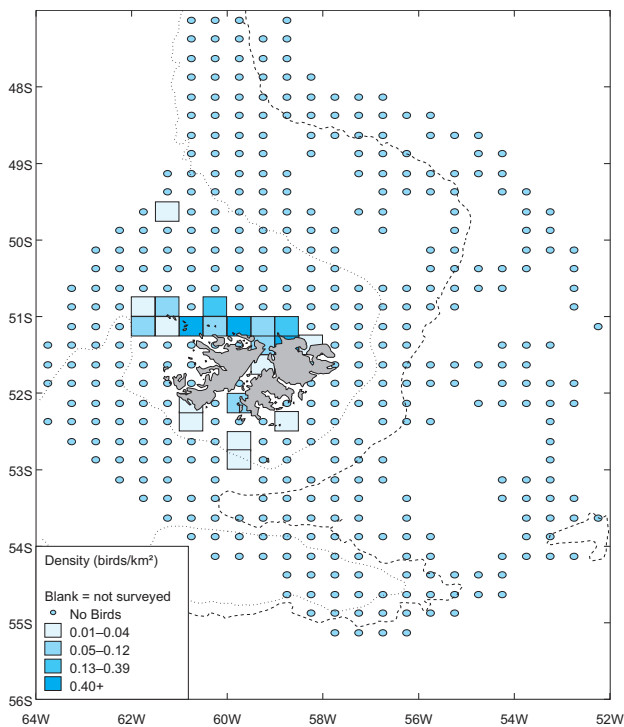 48S
49S
50S
51S
52S
53S
54S
55S
56S
Density (birds/km²)
Blank = not surveyed
No Birds
0.01–0.04
0.05–0.12
0.13–0.39
0.40+
64W 62W 60W 58W 56W 54W 52W